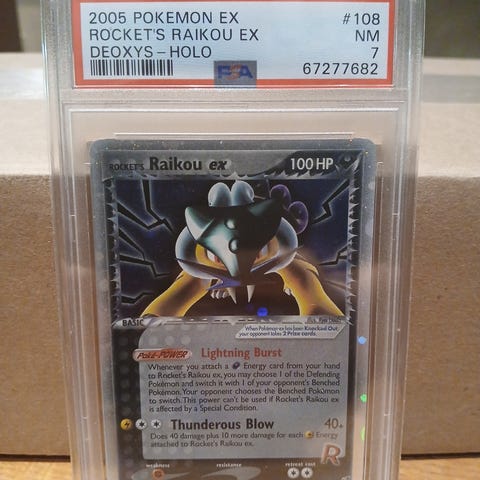 2005 POKEMON EX #108
ROCKET'S RAIKOU EX NM
DEOXYS-HOLO 7
PSA 67277682
ROCKET'S Raikou ex 100 HP
BASIC
When Pokémon-ex has been Knocked Out,
your opponent takes 2 Prize cards.
Poké-POWER Lightning Burst
Whenever you attach a Energy card from your hand
to Rocket's Raikou ex, you may choose 1 of the Defending
Pokémon and switch it with 1 of your opponent's Benched
Pokémon. Your opponent chooses the Benched Pokémon
to switch. This power can't be used if Rocket's Raikou ex
is affected by a Special Condition.
Thunderous Blow 40+
Does 40 damage plus 10 more damage for each Energy
attached to Rocket's Raikou ex.
R
weakness resistance retreat cost